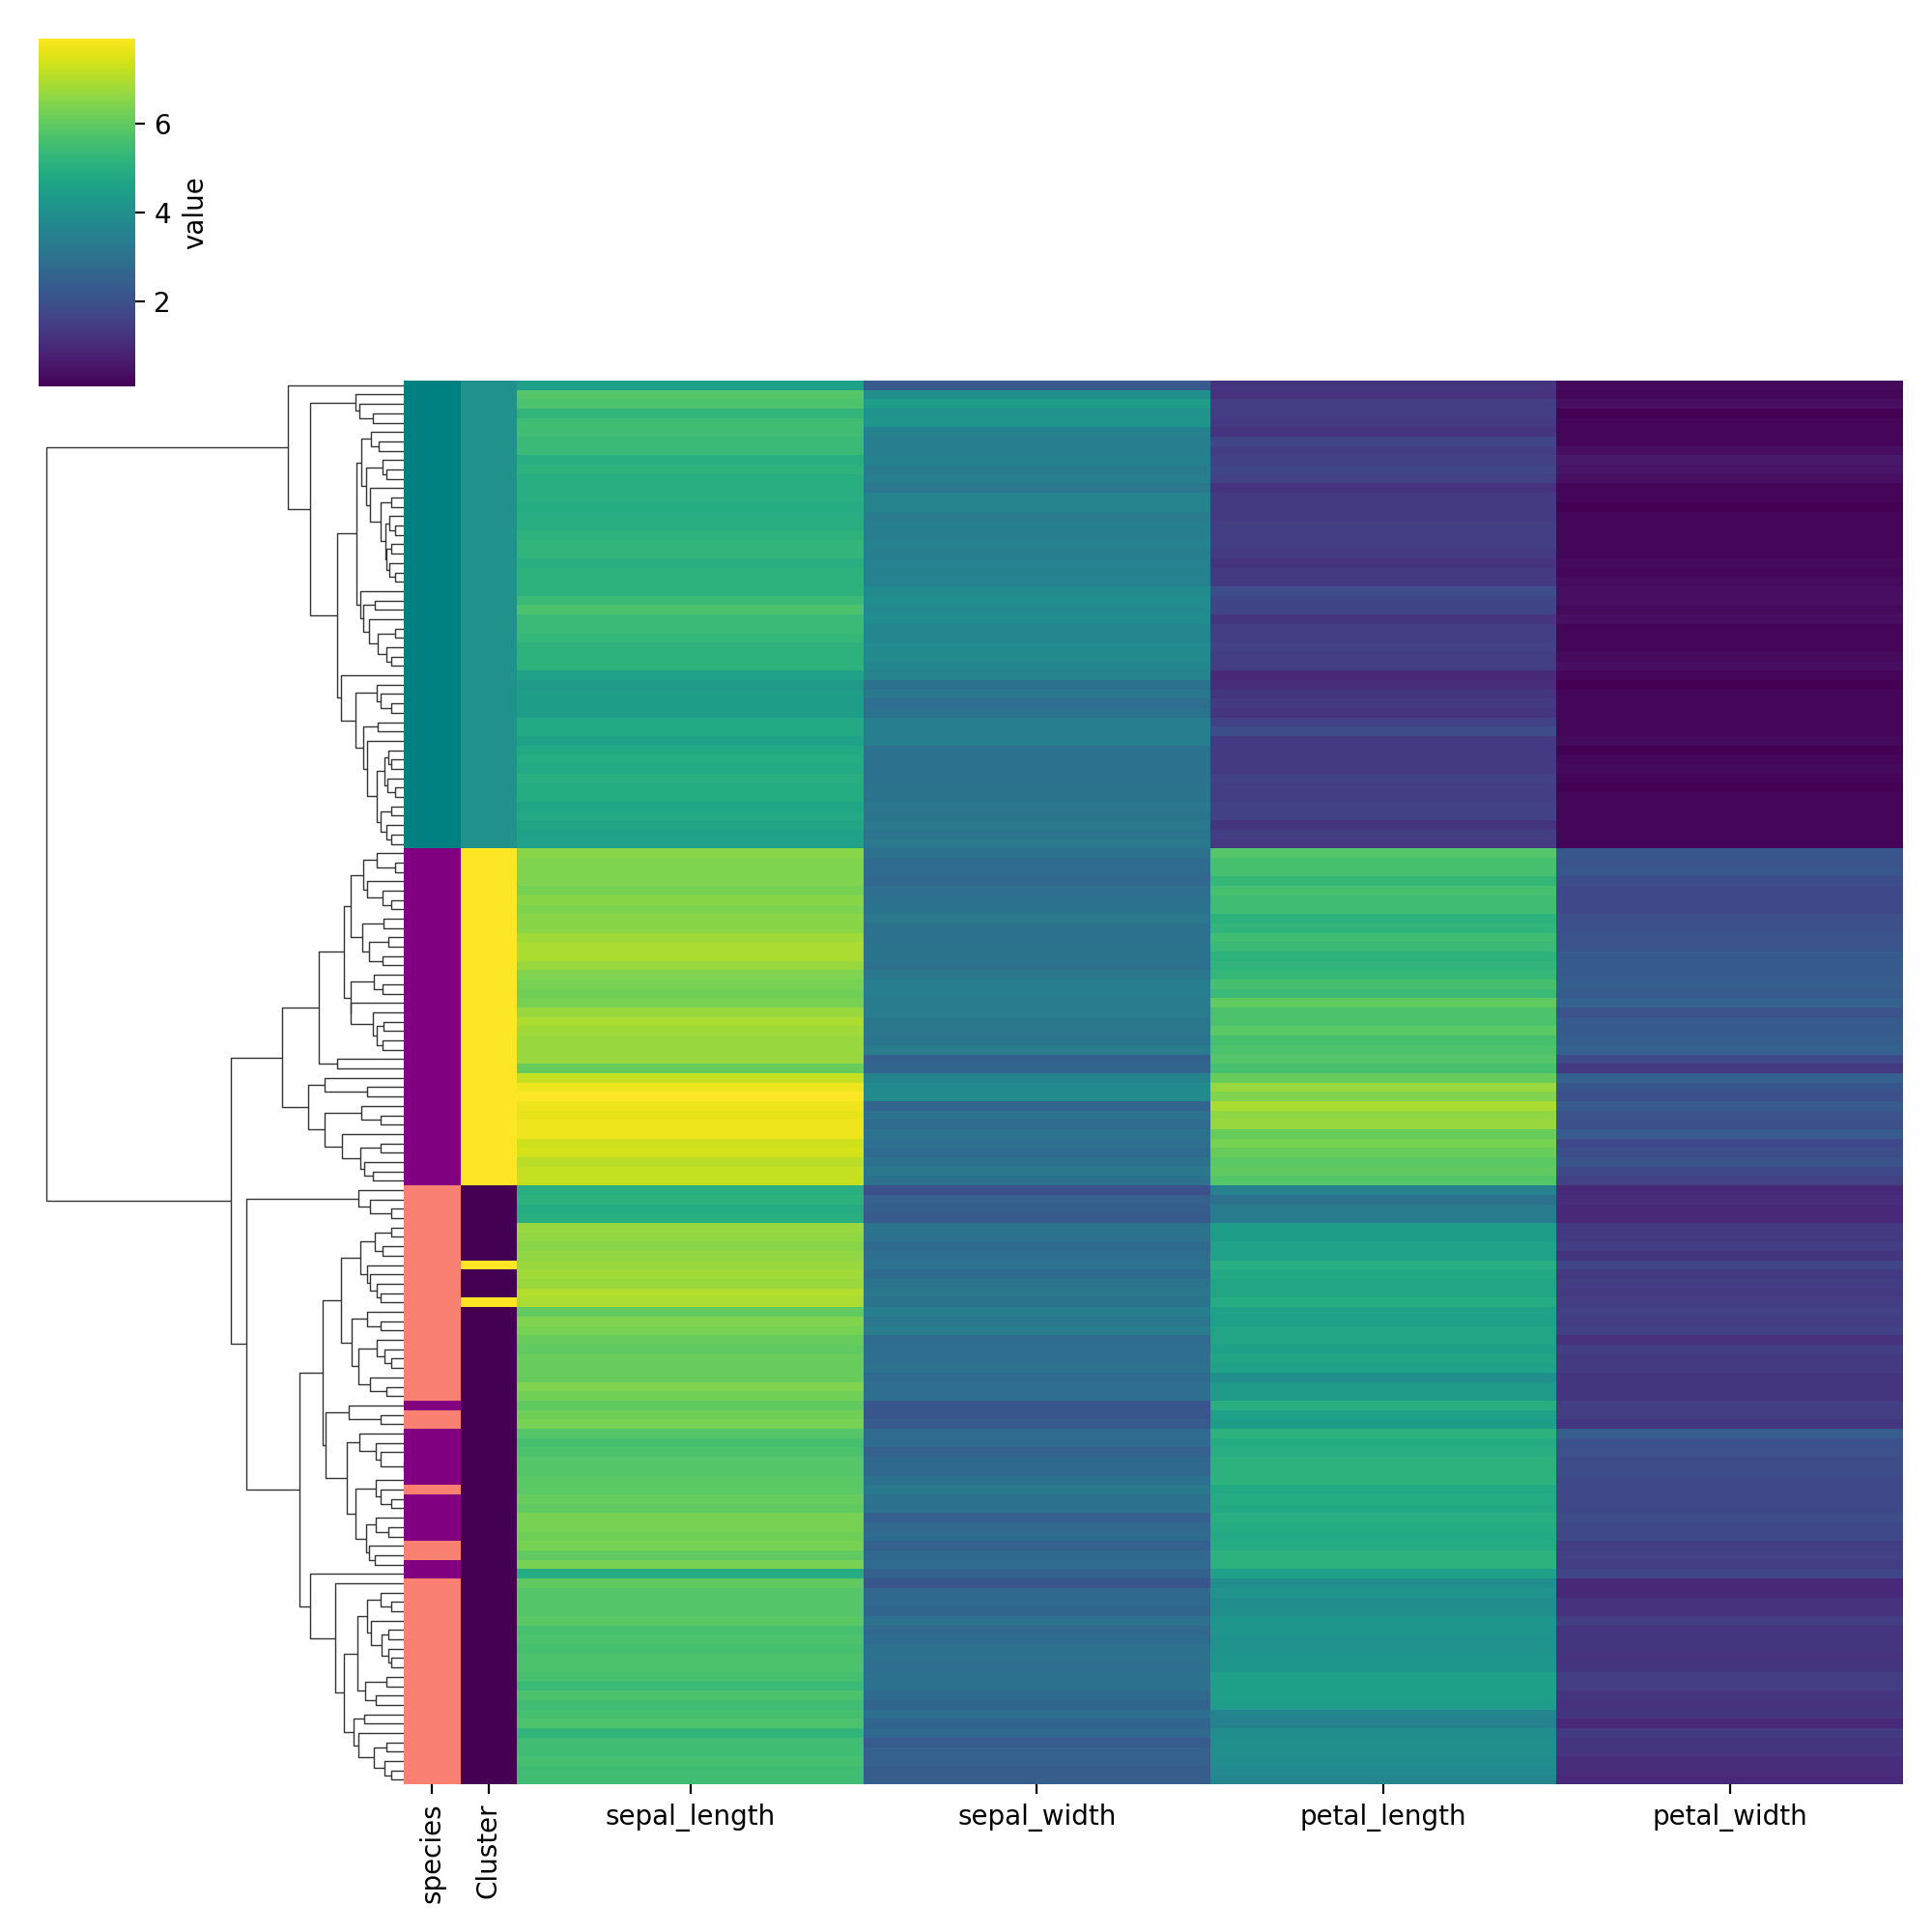 6
4
2
value
species
Cluster
sepal_length
sepal_width
petal_length
petal_width